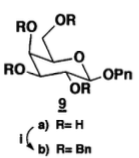 RO OR
RO O OPn
OR
9
a) R= H
i b) R= Bn